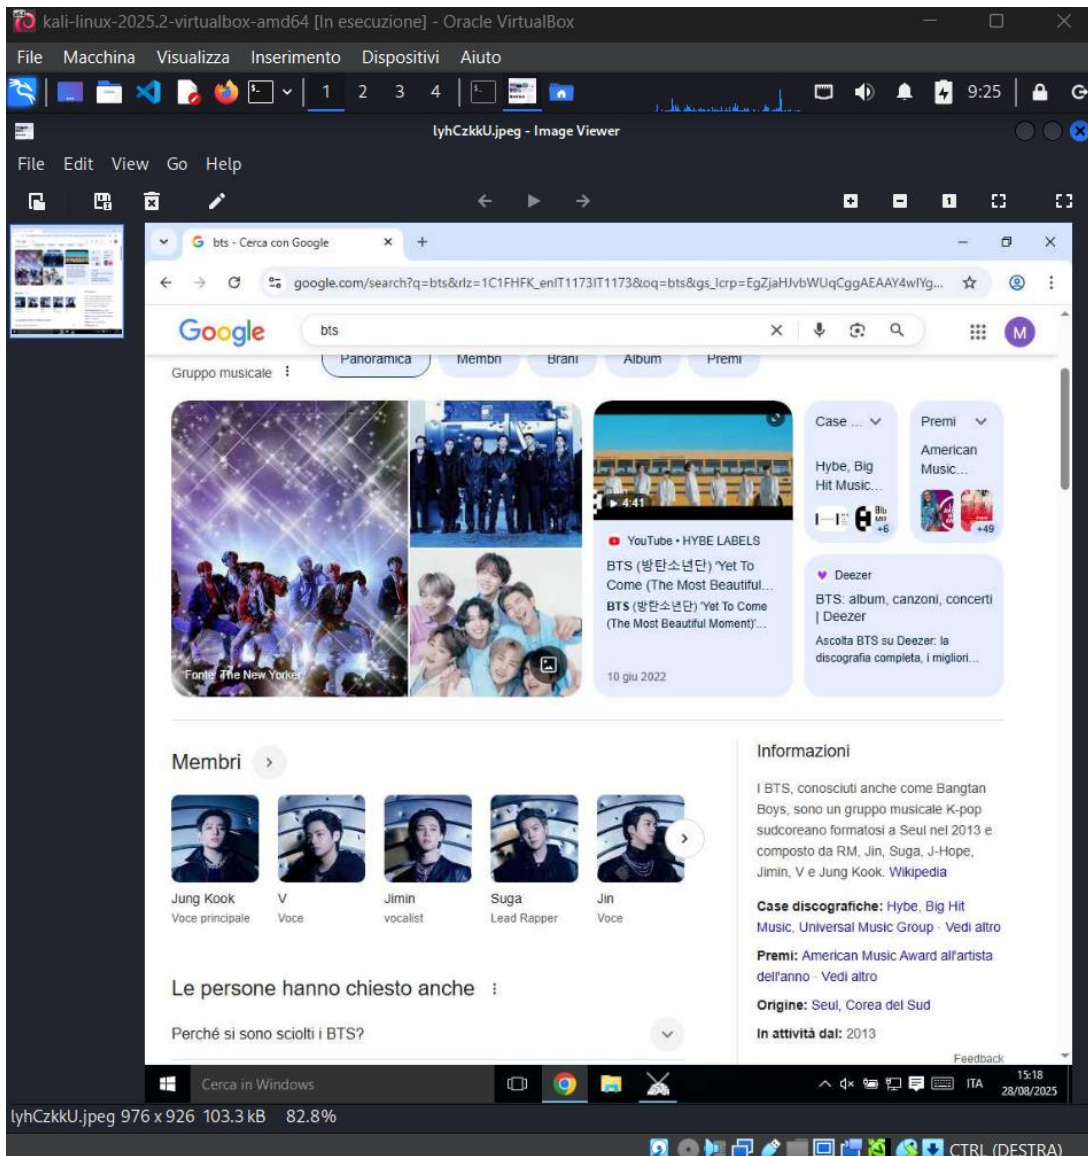 kali-linux-2025.2-virtualbox-amd64 [In esecuzione] - Oracle VirtualBox
File Macchina Visualizza Inserimento Dispositivi Aiuto
1 2 3 4 9:25
lyhCzkkU.jpeg - Image Viewer
File Edit View Go Help
bts - Cerca con Google
google.com/search?q=bts&rlz=1C1FHFK_enIT1173IT1173&oq=bts&gs_lcrp=EgZjaHJvbWUqCggAEAAY4wIYg...
Google bts M
Gruppo musicale
Panoramica Membri Brani Album Premi
Fonte: The New Yorker
4:41
YouTube • HYBE LABELS
BTS (방탄소년단) 'Yet To
Come (The Most Beautiful...
BTS (방탄소년단) 'Yet To Come
(The Most Beautiful Moment)'...
10 giu 2022
Case ...
Hybe, Big
Hit Music...
+6
Premi
American
Music...
+49
Deezer
BTS: album, canzoni, concerti
| Deezer
Ascolta BTS su Deezer: la
discografia completa, i migliori...
Membri
Jung Kook
Voce principale
V
Voce
Jimin
vocalist
Suga
Lead Rapper
Jin
Voce
Le persone hanno chiesto anche
Perché si sono sciolti i BTS?
Informazioni
I BTS, conosciuti anche come Bangtan
Boys, sono un gruppo musicale K-pop
sudcoreano formatosi a Seul nel 2013 e
composto da RM, Jin, Suga, J-Hope,
Jimin, V e Jung Kook. Wikipedia
Case discografiche: Hybe, Big Hit
Music, Universal Music Group · Vedi altro
Premi: American Music Award all'artista
dell'anno · Vedi altro
Origine: Seul, Corea del Sud
In attività dal: 2013
Feedback
Cerca in Windows
ITA
15:18
28/08/2025
lyhCzkkU.jpeg 976 x 926 103.3 kB 82.8%
CTRL (DESTRA)